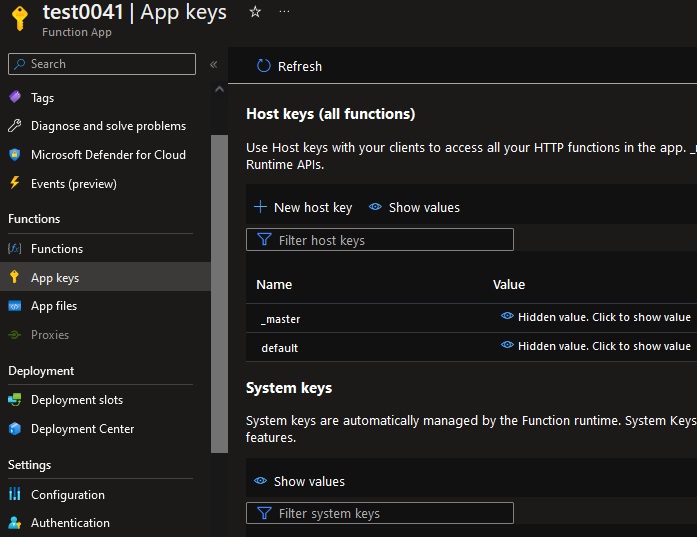 test0041 | App keys
Function App
Search
Tags
Diagnose and solve problems
Microsoft Defender for Cloud
Events (preview)
Functions
Functions
App keys
App files
Proxies
Deployment
Deployment slots
Deployment Center
Settings
Configuration
Authentication
Refresh
Host keys (all functions)
Use Host keys with your clients to access all your HTTP functions in the app.
Runtime APIs.
New host key
Show values
Filter host keys
Name Value
_master Hidden value. Click to show value
default Hidden value. Click to show value
System keys
System keys are automatically managed by the Function runtime. System Keys
features.
Show values
Filter system keys